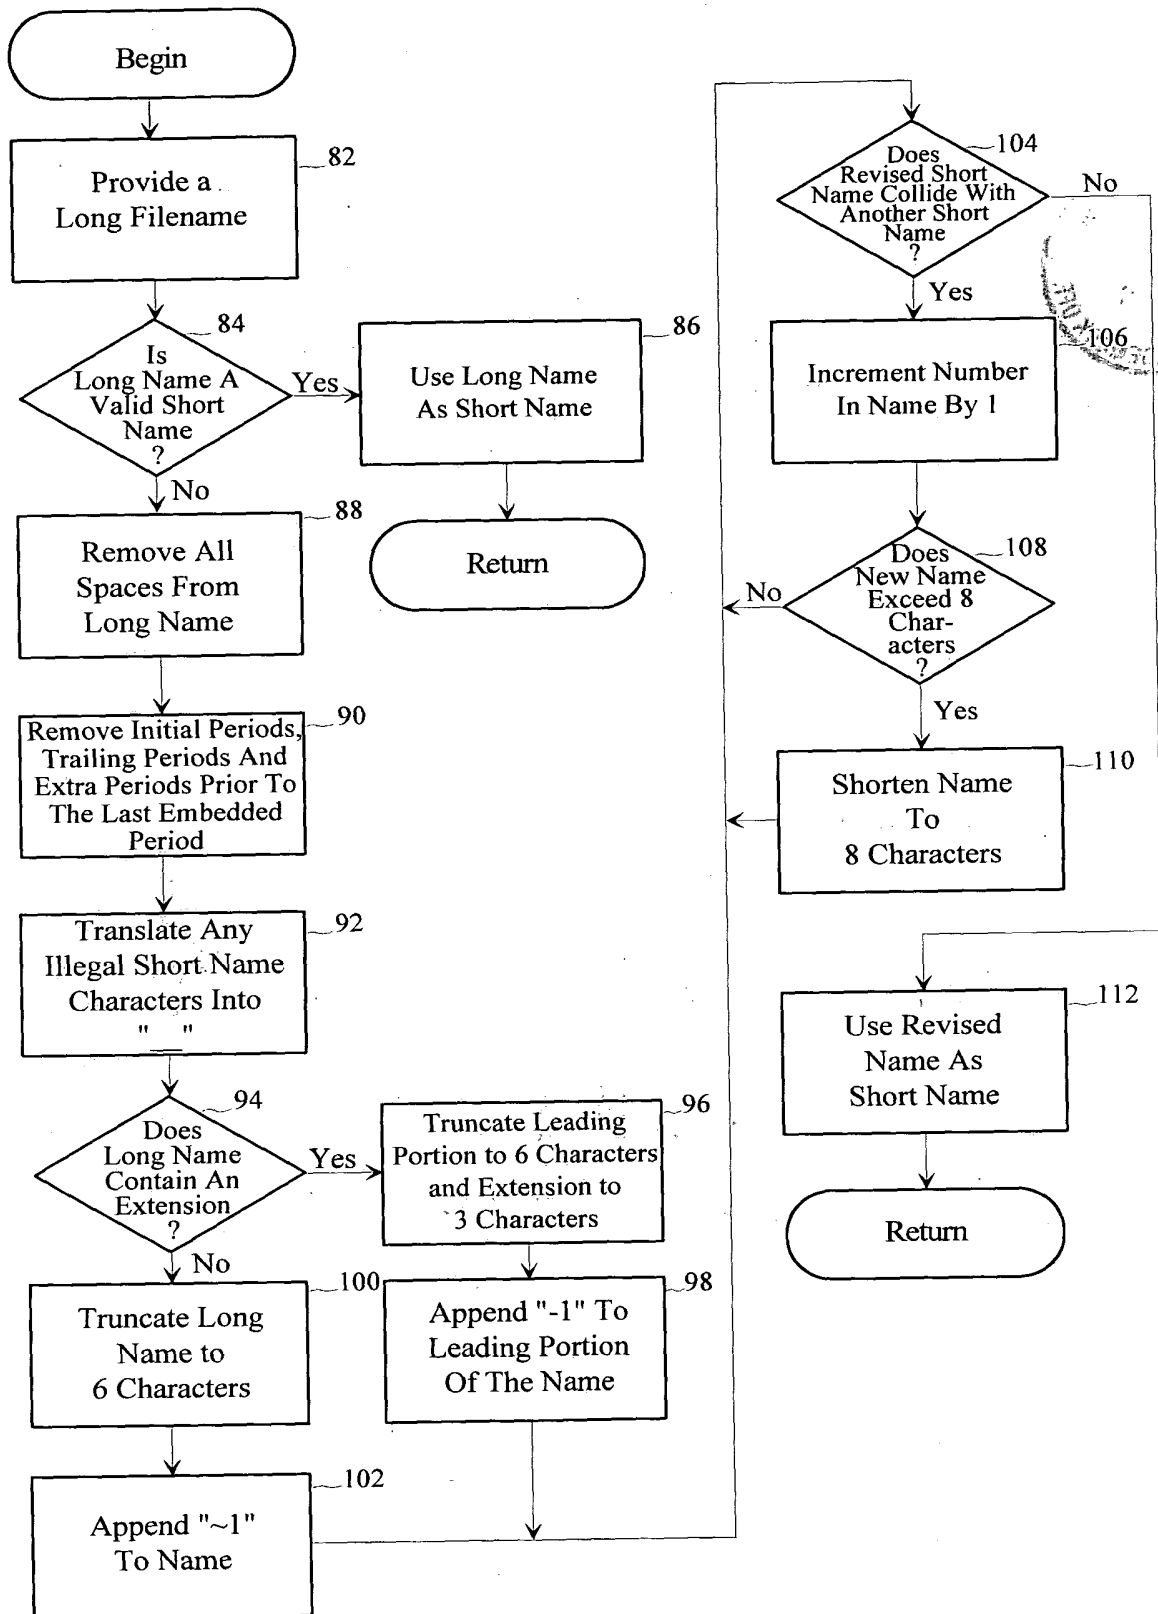 Begin
82
Provide a
Long Filename
84
Is
Long Name A
Valid Short
Name
?
Yes
No
86
Use Long Name
As Short Name
Return
88
Remove All
Spaces From
Long Name
90
Remove Initial Periods,
Trailing Periods And
Extra Periods Prior To
The Last Embedded
Period
92
Translate Any
Illegal Short Name
Characters Into
"__"
94
Does
Long Name
Contain An
Extension
?
Yes
No
96
Truncate Leading
Portion to 6 Characters
and Extension to
3 Characters
98
Append "-1" To
Leading Portion
Of The Name
100
Truncate Long
Name to
6 Characters
102
Append "~1"
To Name
104
Does
Revised Short
Name Collide With
Another Short
Name
?
No
Yes
106
Increment Number
In Name By 1
108
Does
New Name
Exceed 8
Char-
acters
?
No
Yes
110
Shorten Name
To
8 Characters
112
Use Revised
Name As
Short Name
Return